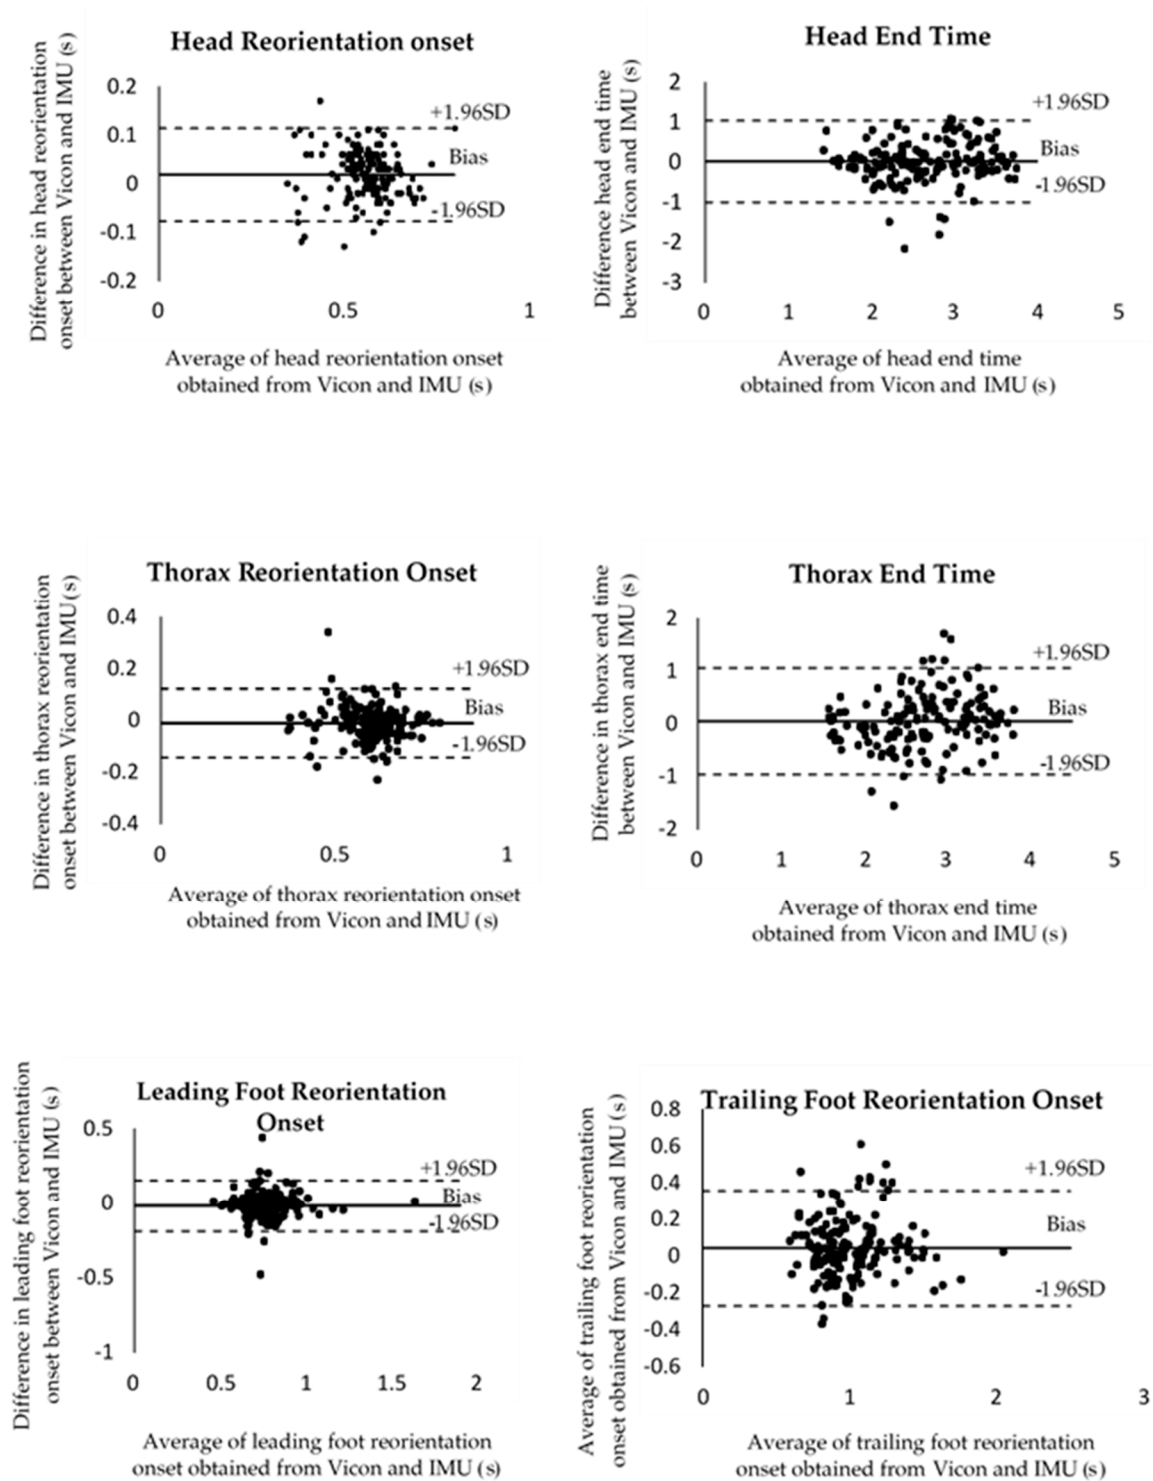 Head Reorientation onset
Difference in head reorientation
onset between Vicon and IMU (s)
0.2
0.1
0
-0.1
-0.2
+1.96SD
Bias
-1.96SD
0 0.5 1
Average of head reorientation onset
obtained from Vicon and IMU (s)
Head End Time
Difference head end time
between Vicon and IMU (s)
2
1
0
-1
-2
-3
+1.96SD
Bias
-1.96SD
0 1 2 3 4 5
Average of head end time
obtained from Vicon and IMU (s)
Thorax Reorientation Onset
Difference in thorax reorientation
onset between Vicon and IMU(s)
0.4
0.2
0
-0.2
-0.4
+1.96SD
Bias
-1.96SD
0 0.5 1
Average of thorax reorientation onset
obtained from Vicon and IMU (s)
Thorax End Time
Difference in thorax end time
between Vicon and IMU (s)
2
1
0
-1
-2
+1.96SD
Bias
-1.96SD
0 1 2 3 4 5
Average of thorax end time
obtained from Vicon and IMU (s)
Leading Foot Reorientation
Onset
Difference in leading foot reorientation
onset between Vicon and IMU (s)
0.5
0
-0.5
-1
+1.96SD
Bias
-1.96SD
0 0.5 1 1.5 2
Average of leading foot reorientation
onset obtained from Vicon and IMU (s)
Trailing Foot Reorientation Onset
Average of trailing foot reorientation
onset obtained from Vicon and IMU (s)
0.8
0.6
0.4
0.2
0
-0.2
-0.4
-0.6
+1.96SD
Bias
-1.96SD
0 1 2 3
Average of trailing foot reorientation
onset obtained from Vicon and IMU (s)